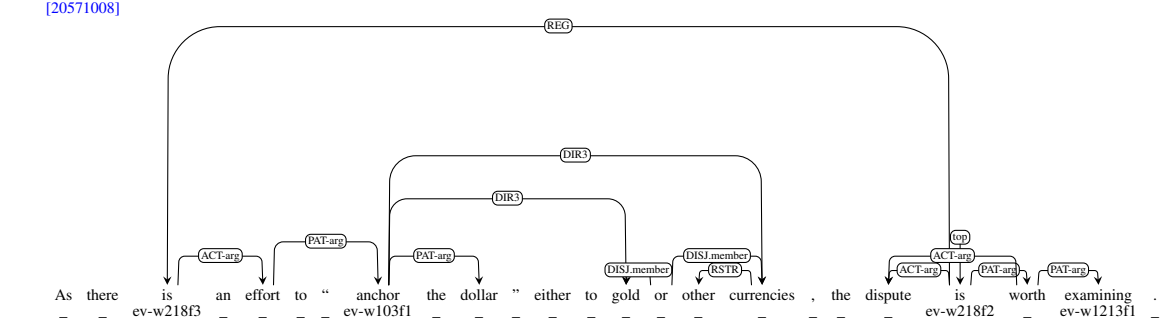 [20571008]
REG
DIR3
DIR3
top
PAT-arg
ACT-arg PAT-arg DISJ.member ACT-arg
DISJ.member RSTR ACT-arg PAT-arg PAT-arg
As there is an effort to “ anchor the dollar ” either to gold or other currencies , the dispute is worth examining .
_ _ ev-w218f3 _ _ _ _ ev-w103f1 _ _ _ _ _ _ _ _ _ _ _ _ ev-w218f2 _ ev-w1213f1 _